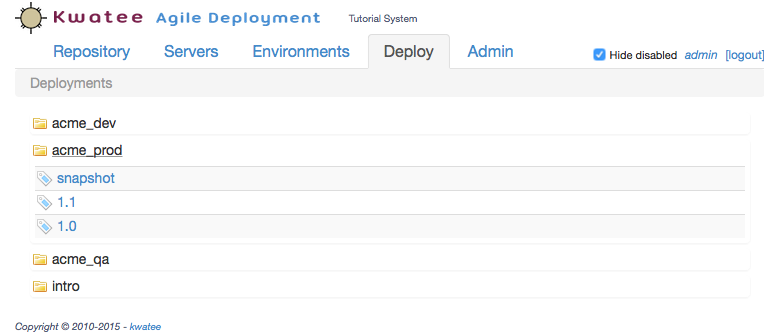 Kwatee Agile Deployment Tutorial System
Repository Servers Environments Deploy Admin Hide disabled admin [logout]
Deployments
acme_dev
acme_prod
snapshot
1.1
1.0
acme_qa
intro
Copyright © 2010-2015 - kwatee